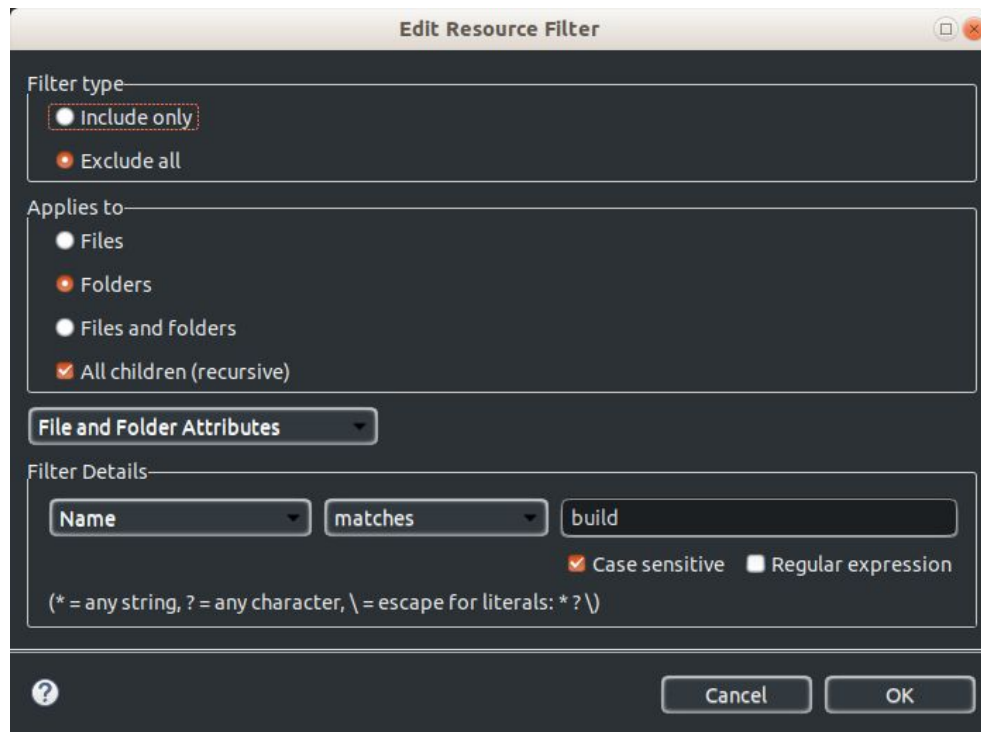 Edit Resource Filter
Filter type
Include only
Exclude all
Applies to
Files
Folders
Files and folders
All children (recursive)
File and Folder Attributes
Filter Details
Name matches build
Case sensitive Regular expression
(* = any string, ? = any character, \ = escape for literals: * ? \)
? Cancel OK